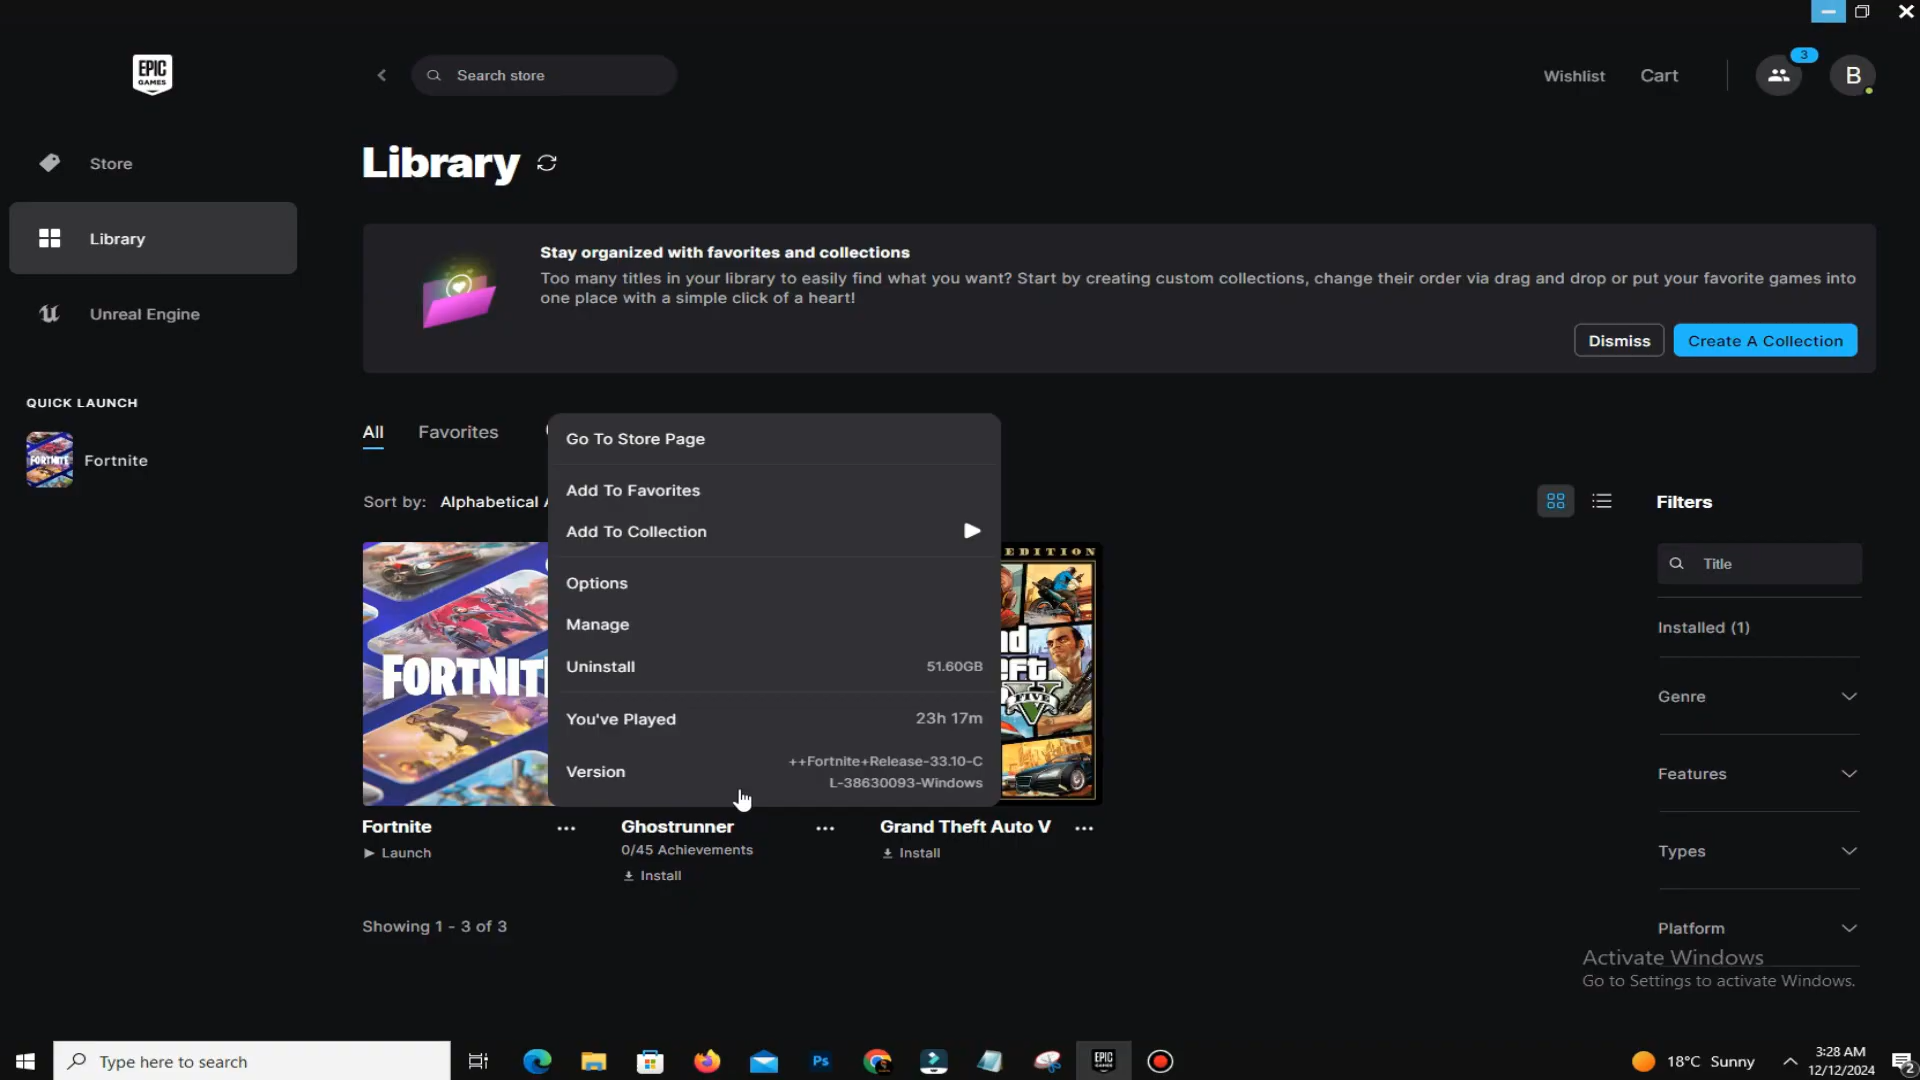 EPIC
GAMES
Search store
Wishlist
Cart
3
B
Store
Library
Unreal Engine
QUICK LAUNCH
FORTNITE
Fortnite
Library
Stay organized with favorites and collections
Too many titles in your library to easily find what you want? Start by creating custom collections, change their order via drag and drop or put your favorite games into
one place with a simple click of a heart!
Dismiss
Create A Collection
All
Favorites
Sort by: Alphabetical A
Go To Store Page
Add To Favorites
Add To Collection
Options
Manage
Uninstall 51.60GB
You've Played 23h 17m
Version ++Fortnite+Release-33.10-C
L-38630093-Windows
FORTNIT
EDITION
nd
eft
FIVE
Fortnite
Launch
Ghostrunner
0/45 Achievements
Install
Grand Theft Auto V
Install
Showing 1 - 3 of 3
Filters
Title
Installed (1)
Genre
Features
Types
Platform
Activate Windows
Go to Settings to activate Windows.
Type here to search
Ps
EPIC
GAMES
18°C Sunny
3:28 AM
12/12/2024
2